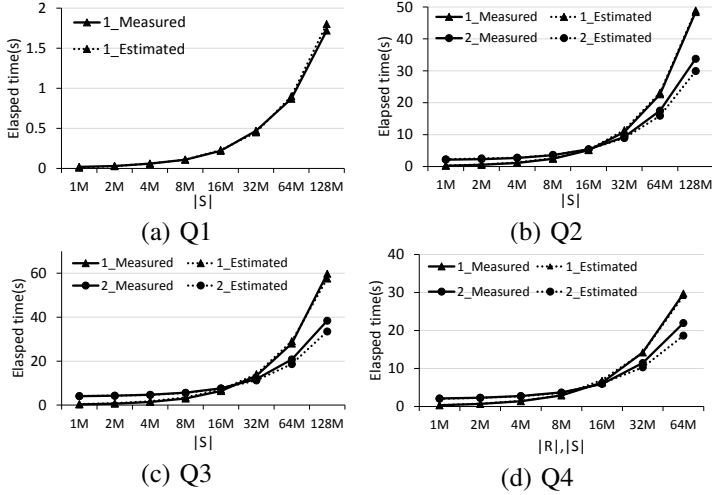 2
1.5
1
0.5
0
Elasped time(s)
1_Measured
1_Estimated
1M 2M 4M 8M 16M 32M 64M 128M
|S|
(a) Q1
50
40
30
20
10
0
Elapsed time(s)
1_Measured 1_Estimated
2_Measured 2_Estimated
1M 2M 4M 8M 16M 32M 64M 128M
|S|
(b) Q2
60
40
20
0
Elasped time(s)
1_Measured 1_Estimated
2_Measured 2_Estimated
1M 2M 4M 8M 16M 32M 64M 128M
|S|
(c) Q3
40
30
20
10
0
Elasped time(s)
1_Measured 1_Estimated
2_Measured 2_Estimated
1M 2M 4M 8M 16M 32M 64M
|R|,|S|
(d) Q4